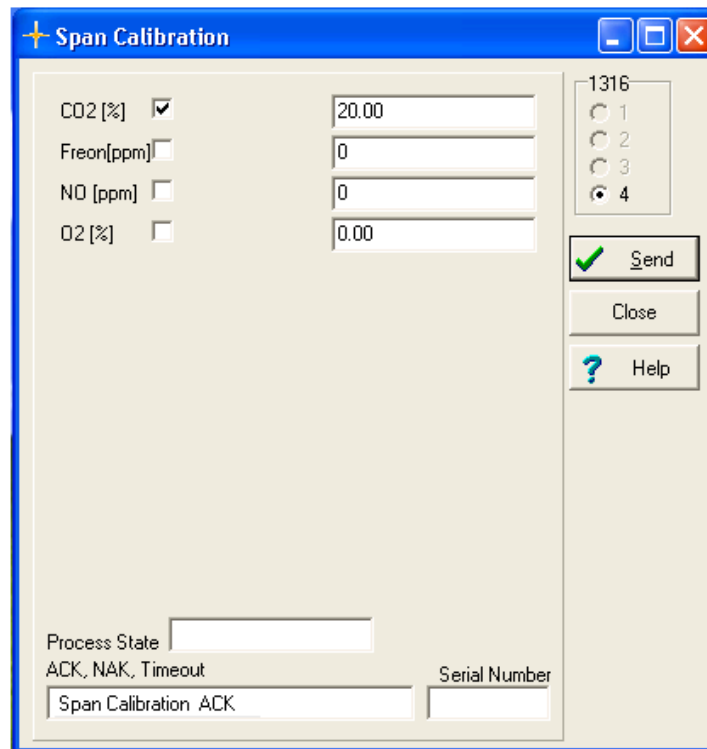 Span Calibration
CO2 [%] 20.00
Freon[ppm] 0
NO [ppm] 0
O2 [%] 0.00
1316
1
2
3
4
Send
Close
? Help
Process State
ACK, NAK, Timeout
Serial Number
Span Calibration ACK